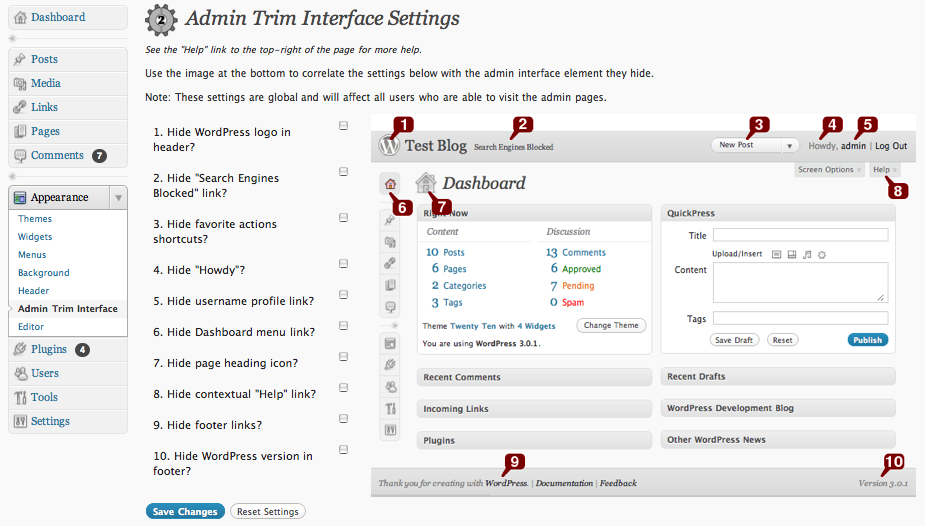 Dashboard
Posts
Media
Links
Pages
Comments 7
Appearance
Themes
Widgets
Menus
Background
Header
Admin Trim Interface
Editor
Plugins 4
Users
Tools
Settings
2 Admin Trim Interface Settings
See the "Help" link to the top-right of the page for more help.
Use the image at the bottom to correlate the settings below with the admin interface element they hide.
Note: These settings are global and will affect all users who are able to visit the admin pages.
1. Hide WordPress logo in
header?
2. Hide "Search Engines
Blocked" link?
3. Hide favorite actions
shortcuts?
4. Hide "Howdy"?
5. Hide username profile link?
6. Hide Dashboard menu link?
7. Hide page heading icon?
8. Hide contextual "Help" link?
9. Hide footer links?
10. Hide WordPress version in
footer?
Save Changes Reset Settings
1 2 3 4 5
W Test Blog Search Engines Blocked New Post Howdy, admin | Log Out
Screen Options Help
8
Dashboard
6 7
Right Now
Content Discussion
10 Posts 13 Comments
6 Pages 6 Approved
2 Categories 7 Pending
3 Tags 0 Spam
Theme Twenty Ten with 4 Widgets Change Theme
You are using WordPress 3.0.1.
QuickPress
Title
Upload/Insert
Content
Tags
Save Draft Reset Publish
Recent Comments Recent Drafts
Incoming Links WordPress Development Blog
Plugins Other WordPress News
9 10
Thank you for creating with WordPress. | Documentation | Feedback Version 3.0.1